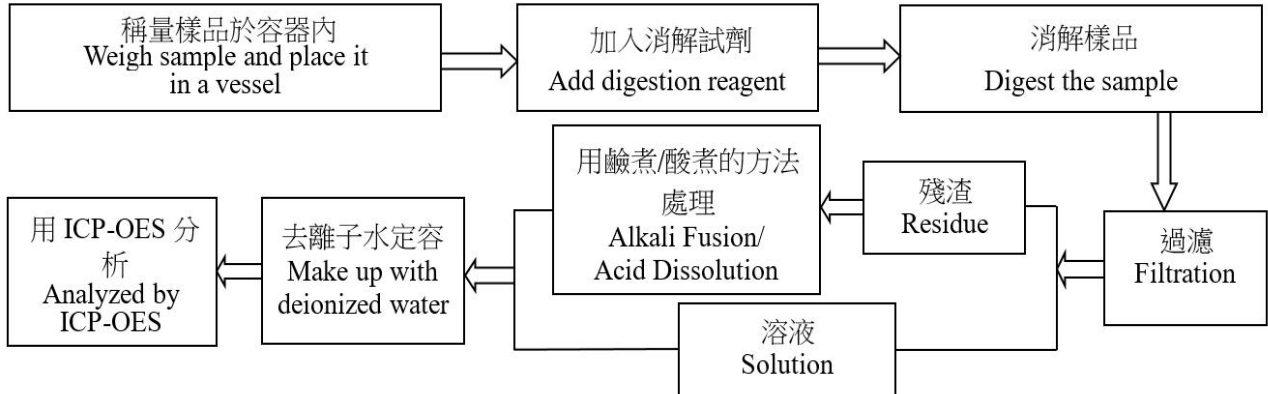 稱量樣品於容器內
Weigh sample and place it
in a vessel
加入消解試劑
Add digestion reagent
消解樣品
Digest the sample
過濾
Filtration
殘渣
Residue
用鹼煮/酸煮的方法
處理
Alkali Fusion/
Acid Dissolution
溶液
Solution
去離子水定容
Make up with
deionized water
用 ICP-OES 分
析
Analyzed by
ICP-OES